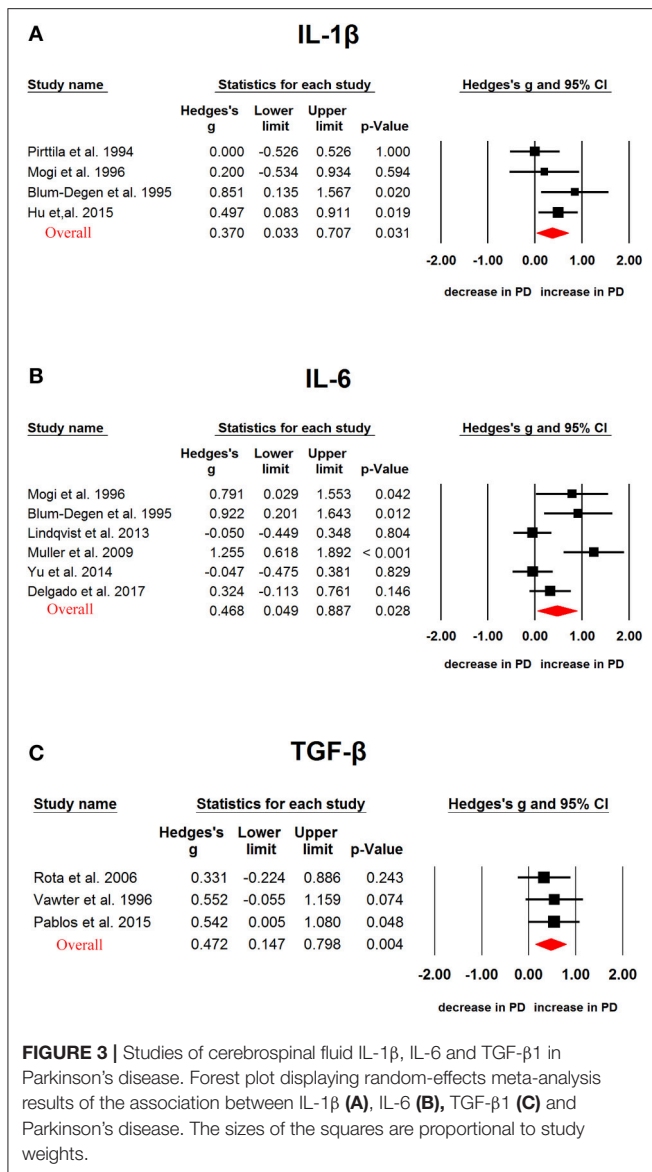 A
IL-1β
Study name Statistics for each study Hedges's g and 95% CI
Hedges's g Lower limit Upper limit p-Value
Pirttila et al. 1994 0.000 -0.526 0.526 1.000
Mogi et al. 1996 0.200 -0.534 0.934 0.594
Blum-Degen et al. 1995 0.851 0.135 1.567 0.020
Hu et,al. 2015 0.497 0.083 0.911 0.019
Overall 0.370 0.033 0.707 0.031
-2.00 -1.00 0.00 1.00 2.00
decrease in PD increase in PD
B
IL-6
Study name Statistics for each study Hedges's g and 95% CI
Hedges's g Lower limit Upper limit p-Value
Mogi et al. 1996 0.791 0.029 1.553 0.042
Blum-Degen et al. 1995 0.922 0.201 1.643 0.012
Lindqvist et al. 2013 -0.050 -0.449 0.348 0.804
Muller et al. 2009 1.255 0.618 1.892 < 0.001
Yu et al. 2014 -0.047 -0.475 0.381 0.829
Delgado et al. 2017 0.324 -0.113 0.761 0.146
Overall 0.468 0.049 0.887 0.028
-2.00 -1.00 0.00 1.00 2.00
decrease in PD increase in PD
C
TGF-β
Study name Statistics for each study Hedges's g and 95% CI
Hedges's g Lower limit Upper limit p-Value
Rota et al. 2006 0.331 -0.224 0.886 0.243
Vawter et al. 1996 0.552 -0.055 1.159 0.074
Pablos et al. 2015 0.542 0.005 1.080 0.048
Overall 0.472 0.147 0.798 0.004
-2.00 -1.00 0.00 1.00 2.00
decrease in PD increase in PD
FIGURE 3 | Studies of cerebrospinal fluid IL-1β, IL-6 and TGF-β1 in
Parkinson's disease. Forest plot displaying random-effects meta-analysis
results of the association between IL-1β (A), IL-6 (B), TGF-β1 (C) and
Parkinson's disease. The sizes of the squares are proportional to study
weights.